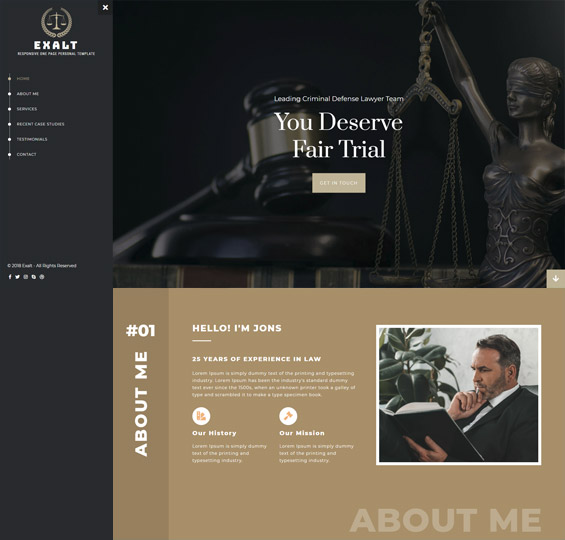 EXALT
RESPONSIVE ONE PAGE PERSONAL TEMPLATE
HOME
ABOUT ME
SERVICES
RECENT CASE STUDIES
TESTIMONIALS
CONTACT
© 2018 Exalt - All Rights Reserved
Leading Criminal Defense Lawyer Team
You Deserve
Fair Trial
GET IN TOUCH
#01
ABOUT ME
HELLO! I'M JONS
25 YEARS OF EXPERIENCE IN LAW
Lorem Ipsum is simply dummy text of the printing and typesetting
industry. Lorem Ipsum has been the industry's standard dummy
text ever since the 1500s, when an unknown printer took a galley of
type and scrambled it to make a type specimen book.
Our History
Lorem Ipsum is simply dummy
text of the printing and
typesetting industry.
Our Mission
Lorem Ipsum is simply dummy
text of the printing and
typesetting industry.
ABOUT ME